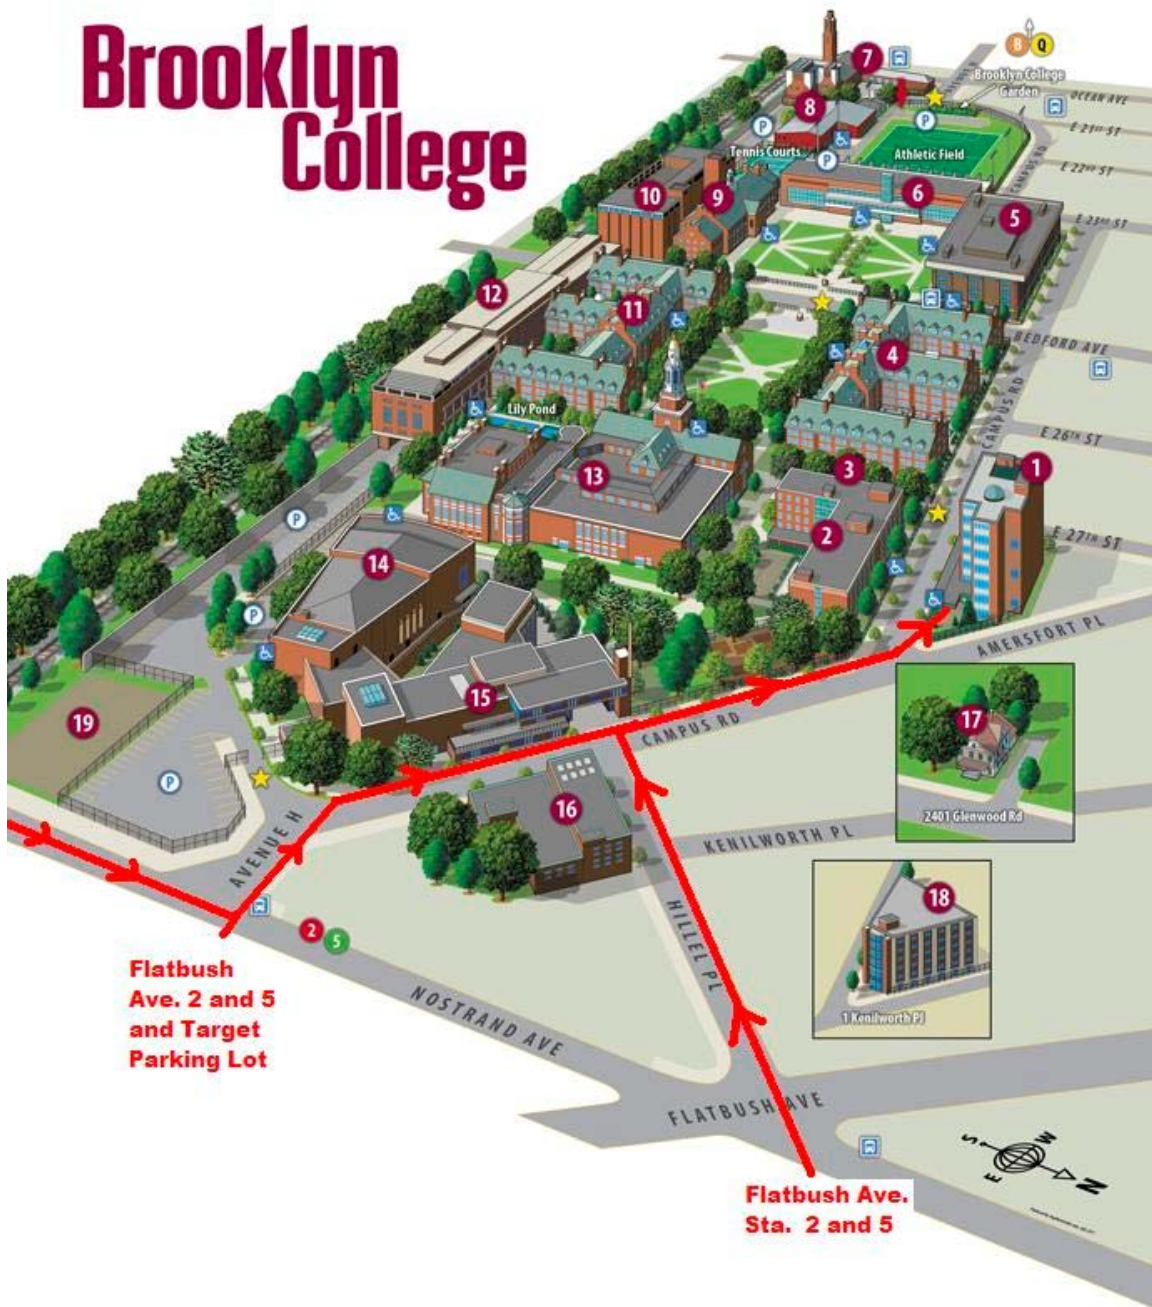 Brooklyn
College
B Q
Brooklyn College
Garden
OCEAN AVE
E 21ST ST
E 22ND ST
E 23RD ST
CAMPUS RD
7
8
P
P
P
Tennis Courts
Athletic Field
10
9
6
5
12
11
4
BEDFORD AVE
CAMPUS RD
E 26TH ST
Lily Pond
13
3
1
2
E 27TH ST
P
14
P
AMERSFORT PL
15
19
17
CAMPUS RD
P
16
2401 Glenwood Rd
KENILWORTH PL
AVENUE H
18
HILLEL PL
2 5
Flatbush
Ave. 2 and 5
and Target
Parking Lot
NOSTRAND AVE
1 Kenilworth Pl
FLATBUSH AVE
S W
E N
Flatbush Ave.
Sta. 2 and 5